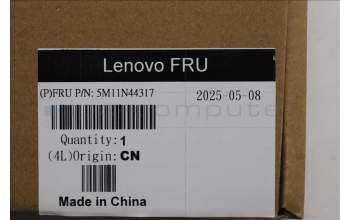 Lenovo FRU
(P)FRU P/N: 5M11N44317 2025-05-08
Quantity: 1
(4L)Origin: CN
Made in China